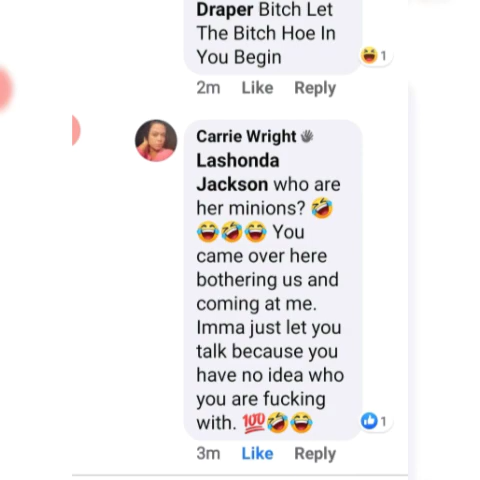 Draper Bitch Let
The Bitch Hoe In
You Begin
😆 1
2m Like Reply
Carrie Wright 👋
Lashonda
Jackson who are
her minions? 🤣
😂🤣😂 You
came over here
bothering us and
coming at me.
Imma just let you
talk because you
have no idea who
you are fucking
with. 💯🤣😂
👍 1
3m Like Reply